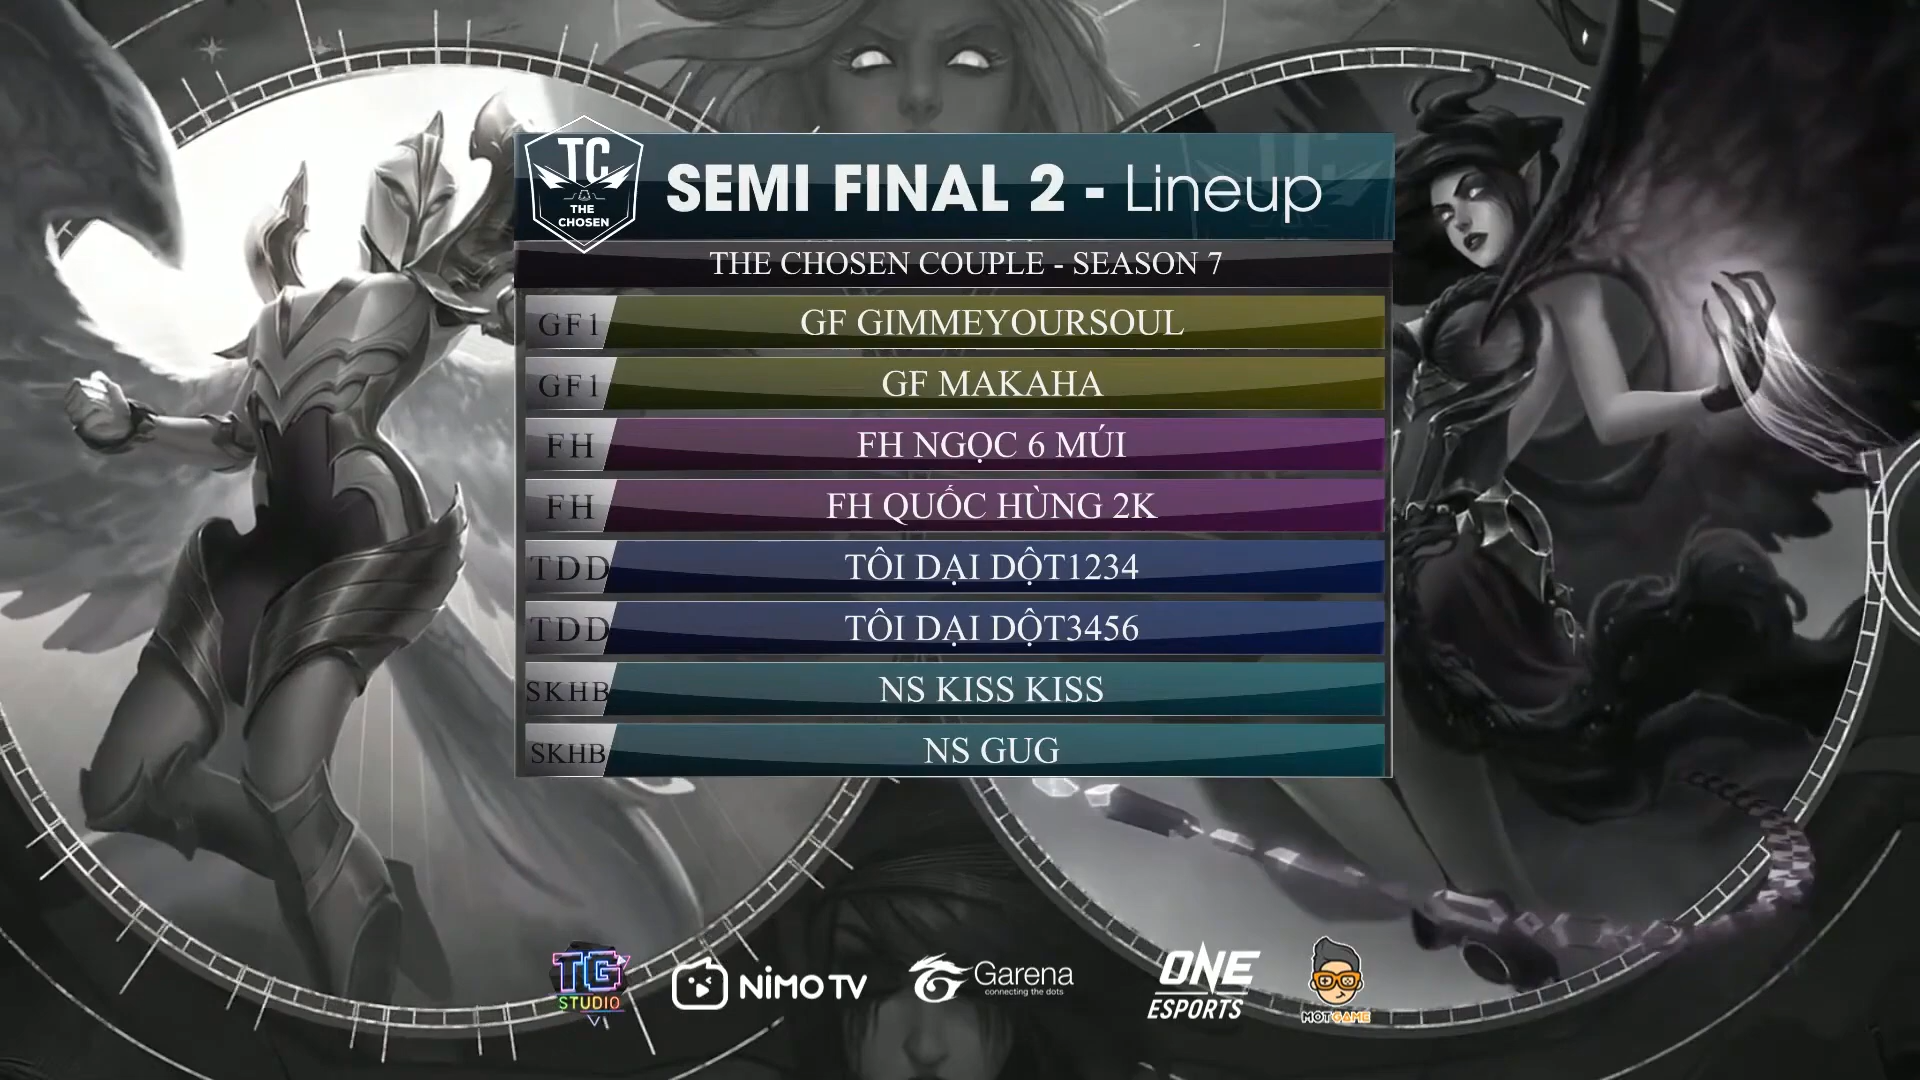 TC
THE
CHOSEN
SEMI FINAL 2 - Lineup
THE CHOSEN COUPLE - SEASON 7
GF1 GF GIMMEYOURSOUL
GF1 GF MAKAHA
FH FH NGỌC 6 MÚI
FH FH QUỐC HÙNG 2K
TDD TÔI DẠI DỘT1234
TDD TÔI DẠI DỘT3456
SKHB NS KISS KISS
SKHB NS GUG
TG
STUDIO
NIMO TV
Garena
connecting the dots
ONE
ESPORTS
MOTGAME